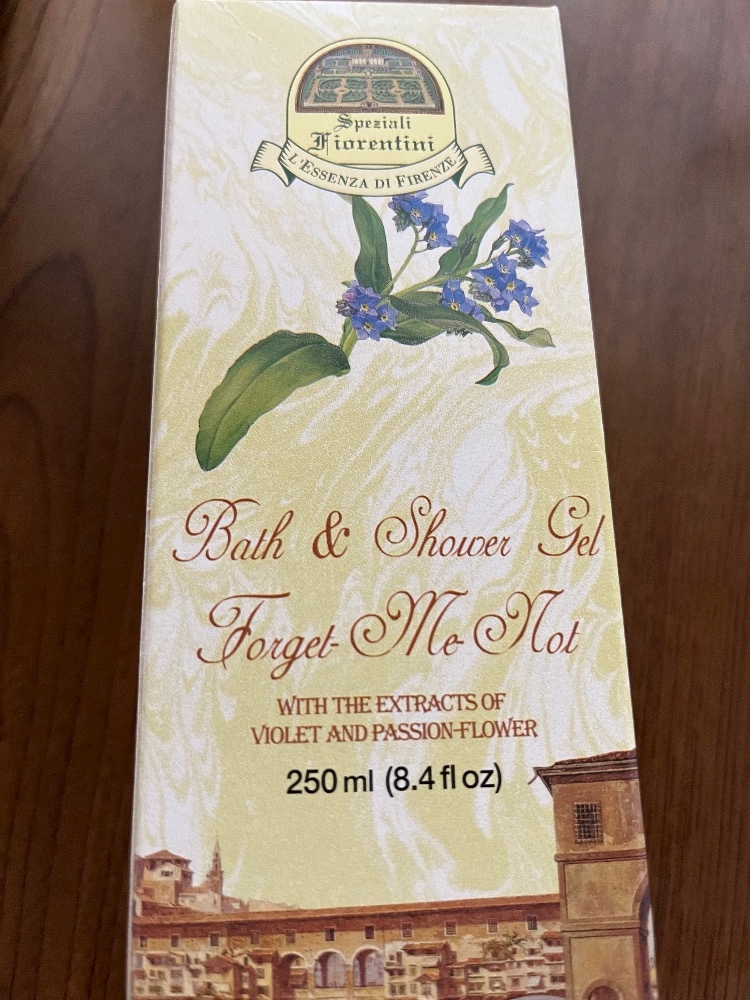 Speziali
Fiorentini
L'ESSENZA DI FIRENZE
Bath & Shower Gel
Forget-Me-Not
WITH THE EXTRACTS OF
VIOLET AND PASSION-FLOWER
250 ml (8.4 fl oz)